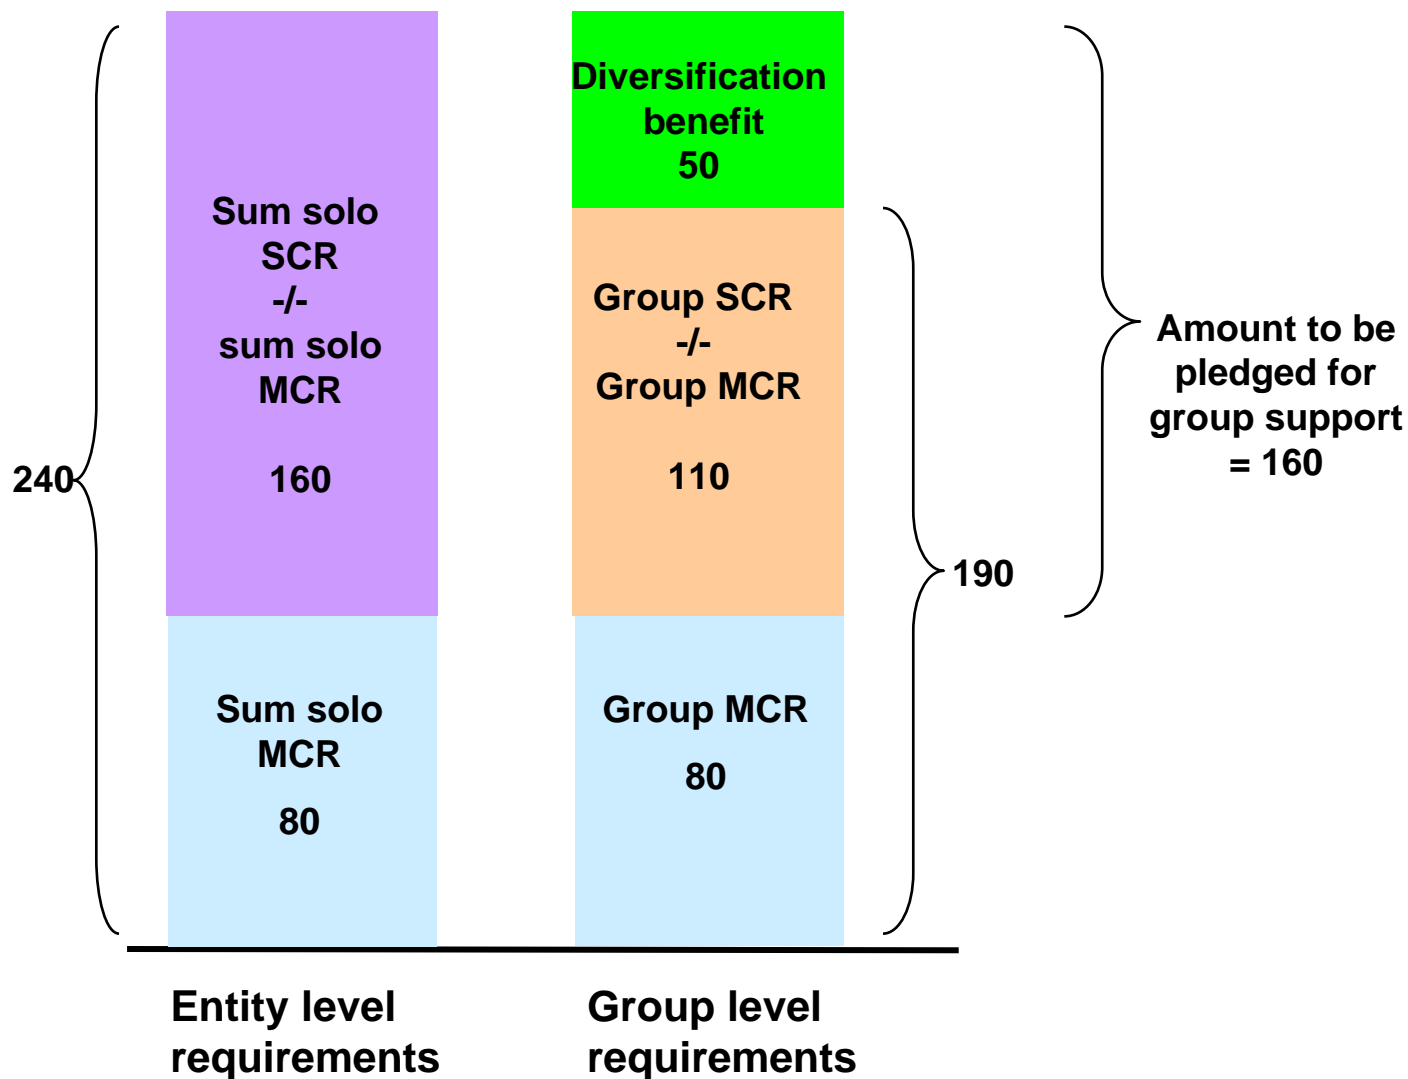 240
Sum solo
SCR
-/-
sum solo
MCR
160
Sum solo
MCR
80
Diversification
benefit
50
Group SCR
-/-
Group MCR
110
Group MCR
80
190
Amount to be
pledged for
group support
= 160
Entity level
requirements
Group level
requirements